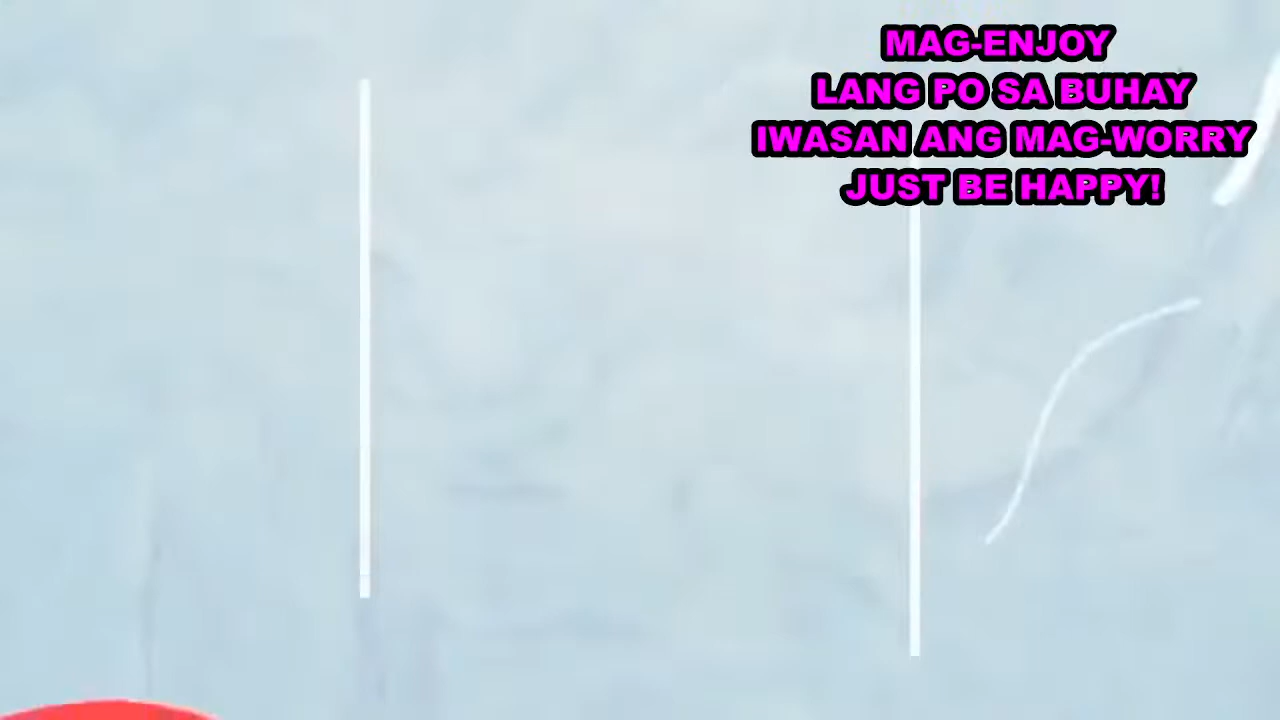 MAG-ENJOY
LANG PO SA BUHAY
IWASAN ANG MAG-WORRY
JUST BE HAPPY!